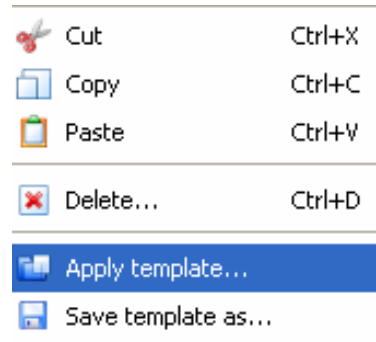 Cut Ctrl+X
Copy Ctrl+C
Paste Ctrl+V
Delete... Ctrl+D
Apply template...
Save template as...